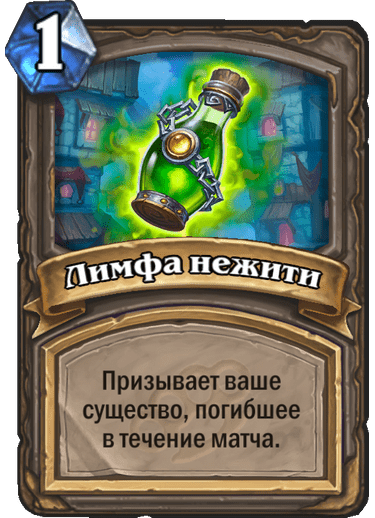 1
Лимфа нежити
Призывает ваше
существо, погибшее
в течение матча.